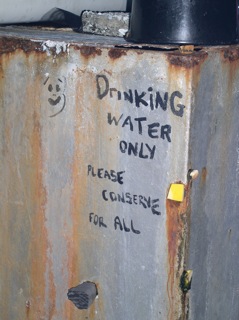 DrinKING
WATER
ONLY
PLEASE
CONSERVE
FOR ALL